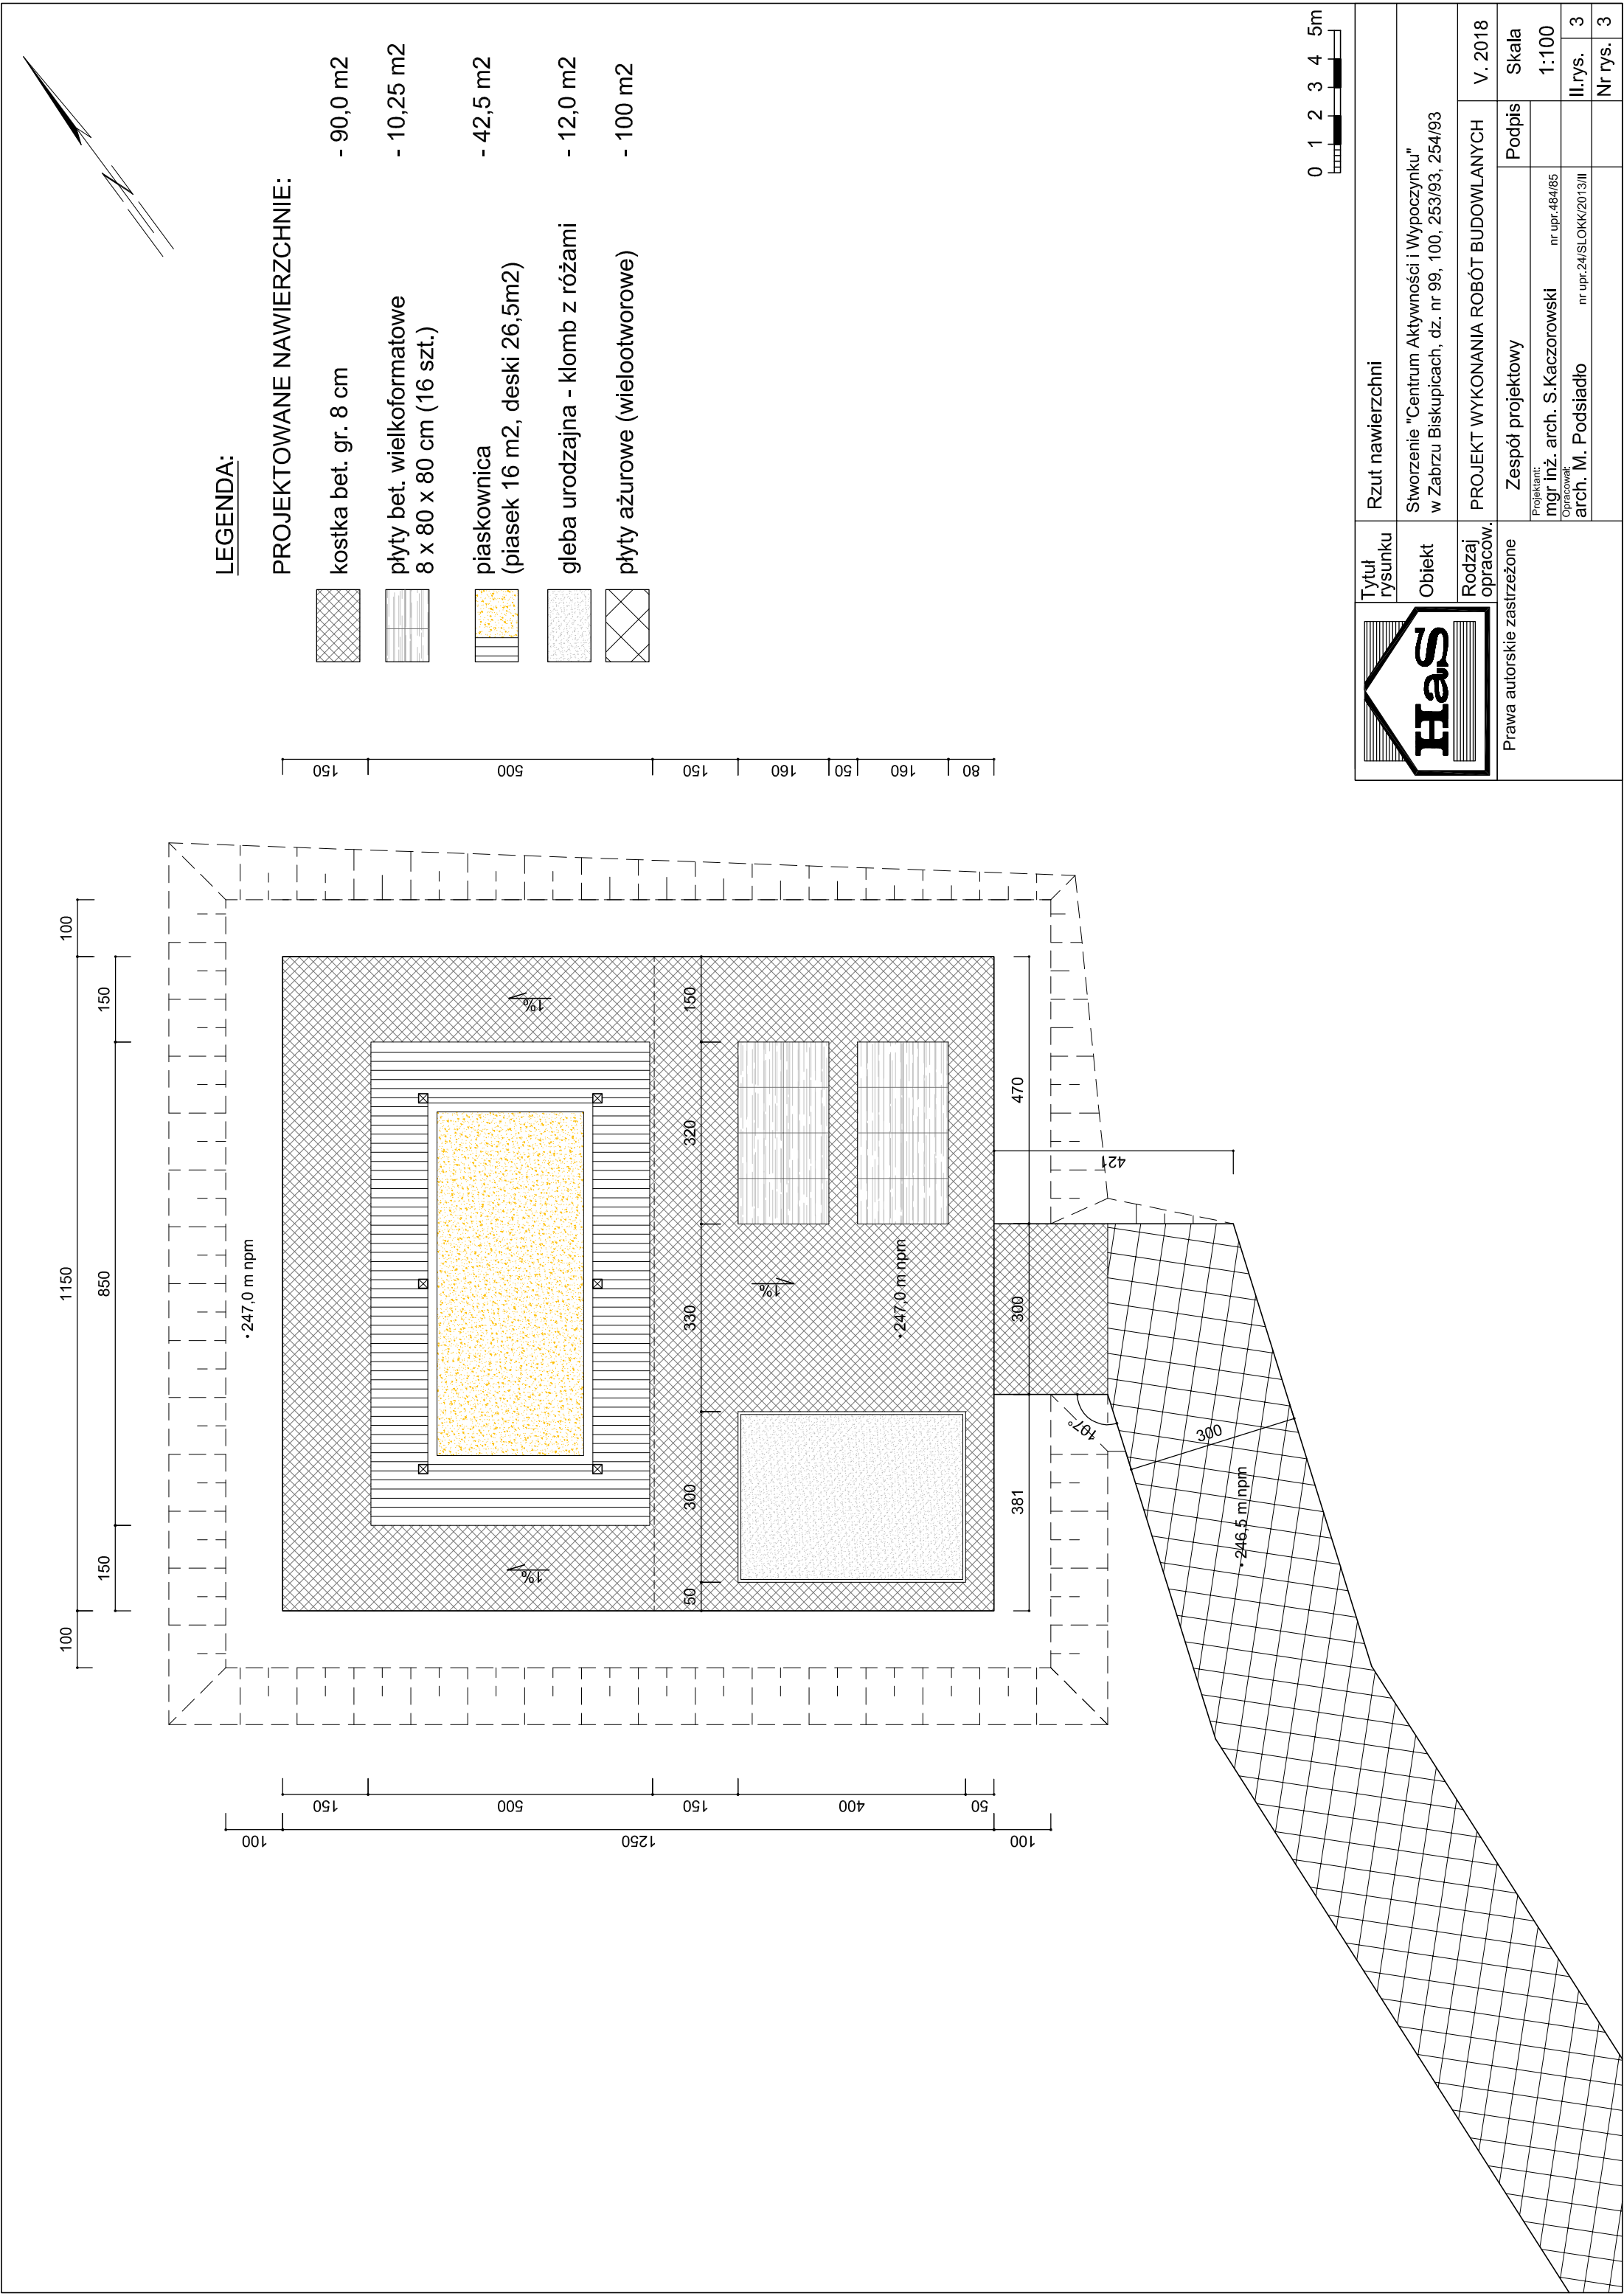 LEGENDA:
PROJEKTOWANE NAWIERZCHNIE:
kostka bet. gr. 8 cm - 90,0 m2
płyty bet. wielkoformatowe - 10,25 m2
8 x 80 x 80 cm (16 szt.)
piaskownica - 42,5 m2
(piasek 16 m2, deski 26,5m2)
gleba urodzajna - klomb z różami - 12,0 m2
płyty ażurowe (wielootworowe) - 100 m2
100 1150 100
150 850 150
150 500 150 160 50 160 80
247,0 m npm
1%
1%
1%
50 300 330 320 150
247,0 m npm
381 300 470
421
107°
300
246,5 m npm
150 500 150 400 50
100 1250 100
0 1 2 3 4 5m
HaS
Tytuł
rysunku
Rzut nawierzchni
Obiekt
Stworzenie "Centrum Aktywności i Wypoczynku"
w Zabrzu Biskupicach, dz. nr 99, 100, 253/93, 254/93
Rodzaj
opracow.
PROJEKT WYKONANIA ROBÓT BUDOWLANYCH
V. 2018
Prawa autorskie zastrzeżone
Zespół projektowy
Podpis
Skala
1:100
Projektant:
mgr inż. arch. S.Kaczorowski nr upr.484/85
Opracował:
arch. M. Podsiadło nr upr.24/SLOKK/2013/II
Il.rys. 3
Nr rys. 3